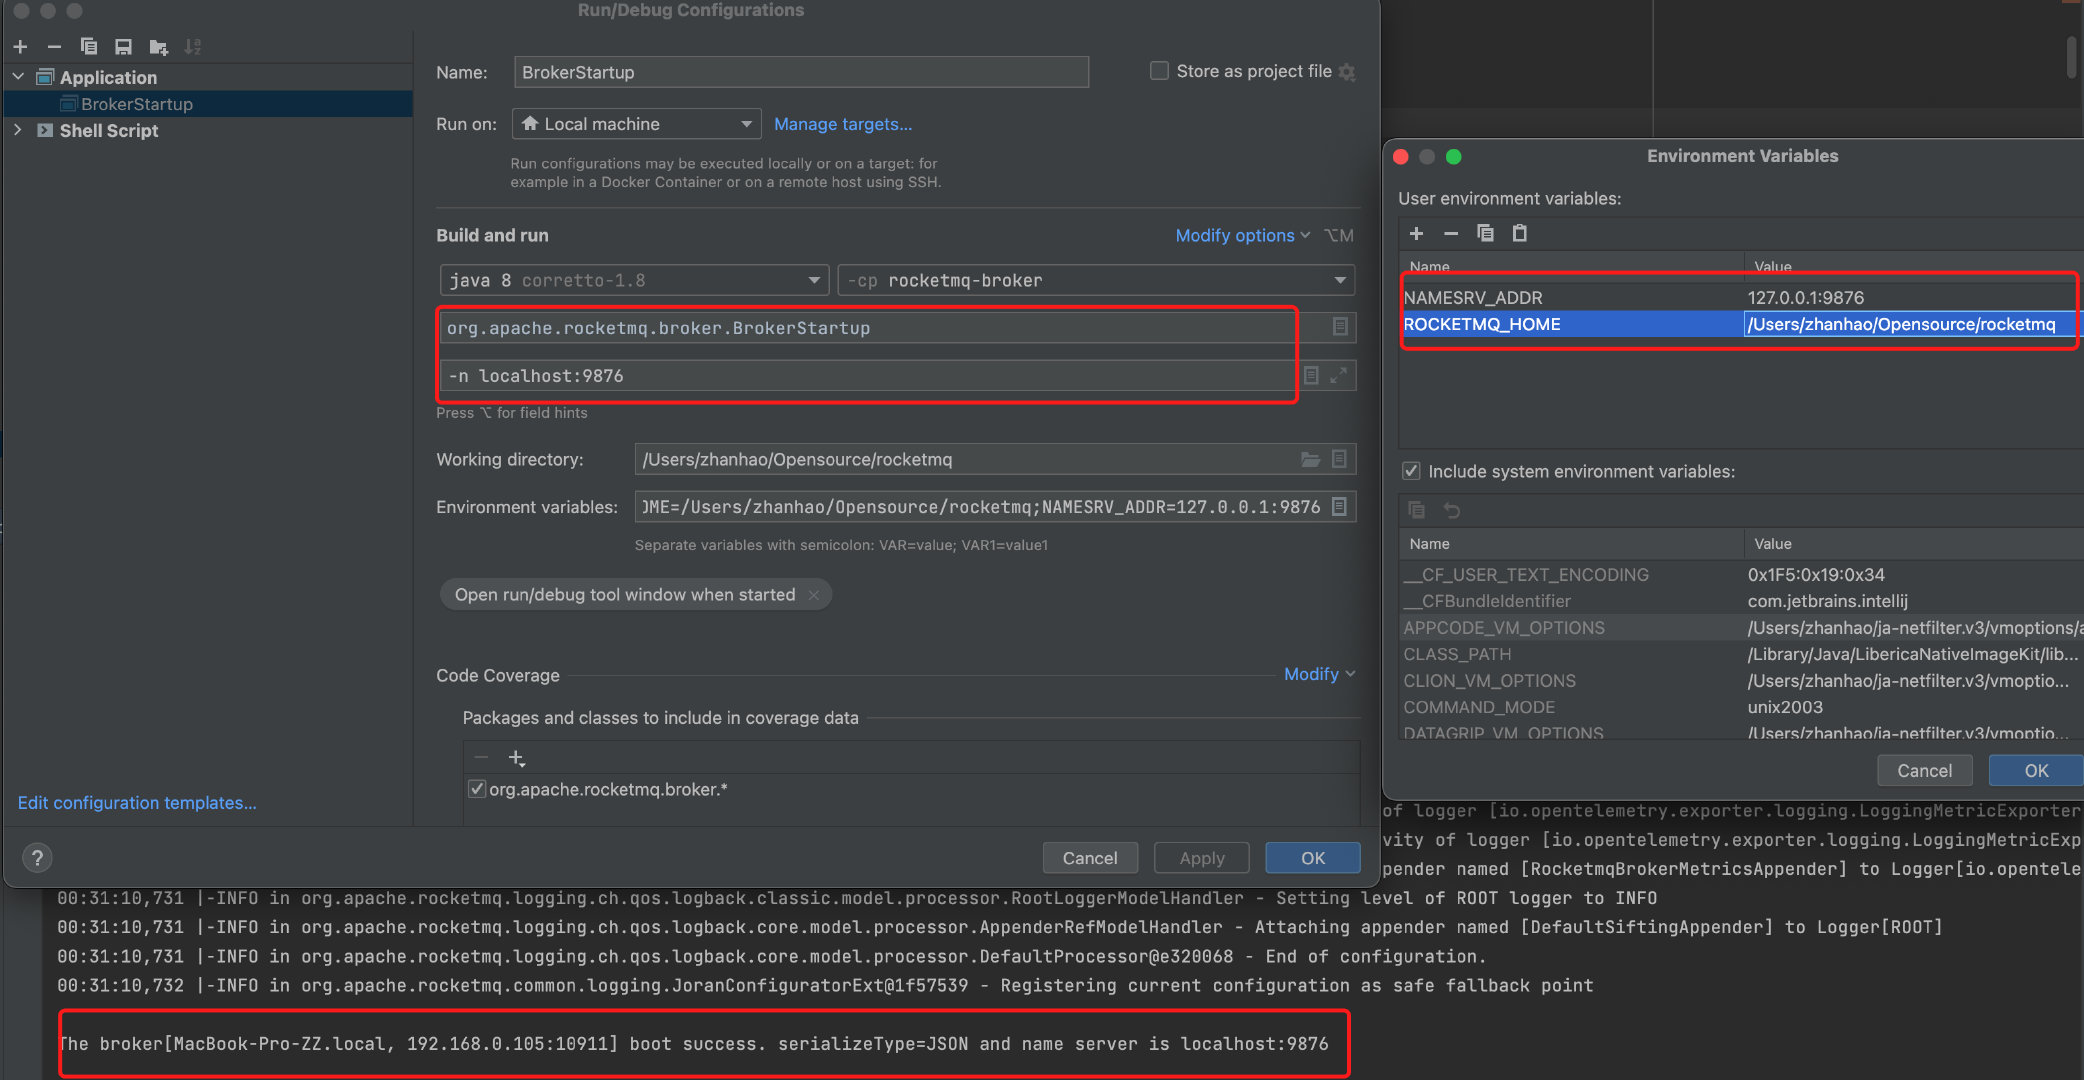 Run/Debug Configurations
Application
BrokerStartup
Shell Script
Edit configuration templates...
Name:
BrokerStartup
Store as project file
Run on:
Local machine
Manage targets...
Run configurations may be executed locally or on a target: for
example in a Docker Container or on a remote host using SSH.
Build and run
Modify options
⌥M
java 8 corretto-1.8
-cp rocketmq-broker
org.apache.rocketmq.broker.BrokerStartup
-n localhost:9876
Press ⌥ for field hints
Working directory:
/Users/zhanhao/Opensource/rocketmq
Environment variables:
OME=/Users/zhanhao/Opensource/rocketmq;NAMESRV_ADDR=127.0.0.1:9876
Separate variables with semicolon: VAR=value; VAR1=value1
Open run/debug tool window when started
Code Coverage
Modify
Packages and classes to include in coverage data
org.apache.rocketmq.broker.*
?
Cancel
Apply
OK
Environment Variables
User environment variables:
Name Value
NAMESRV_ADDR 127.0.0.1:9876
ROCKETMQ_HOME /Users/zhanhao/Opensource/rocketmq
Include system environment variables:
Name Value
__CF_USER_TEXT_ENCODING 0x1F5:0x19:0x34
__CFBundleIdentifier com.jetbrains.intellij
APPCODE_VM_OPTIONS /Users/zhanhao/ja-netfilter.v3/vmoptions/a
CLASS_PATH /Library/Java/LibericaNativeImageKit/lib...
CLION_VM_OPTIONS /Users/zhanhao/ja-netfilter.v3/vmoptio...
COMMAND_MODE unix2003
DATAGRIP_VM_OPTIONS /Users/zhanhao/ja-netfilter.v3/vmoptio...
Cancel
OK
of logger [io.opentelemetry.exporter.logging.LoggingMetricExporter
vity of logger [io.opentelemetry.exporter.logging.LoggingMetricExp
pender named [RocketmqBrokerMetricsAppender] to Logger[io.opentele
00:31:10,731 |-INFO in org.apache.rocketmq.logging.ch.qos.logback.classic.model.processor.RootLoggerModelHandler - Setting level of ROOT logger to INFO
00:31:10,731 |-INFO in org.apache.rocketmq.logging.ch.qos.logback.core.model.processor.AppenderRefModelHandler - Attaching appender named [DefaultSiftingAppender] to Logger[ROOT]
00:31:10,731 |-INFO in org.apache.rocketmq.logging.ch.qos.logback.core.model.processor.DefaultProcessor@e320068 - End of configuration.
00:31:10,732 |-INFO in org.apache.rocketmq.common.logging.JoranConfiguratorExt@1f57539 - Registering current configuration as safe fallback point
The broker[MacBook-Pro-ZZ.local, 192.168.0.105:10911] boot success. serializeType=JSON and name server is localhost:9876